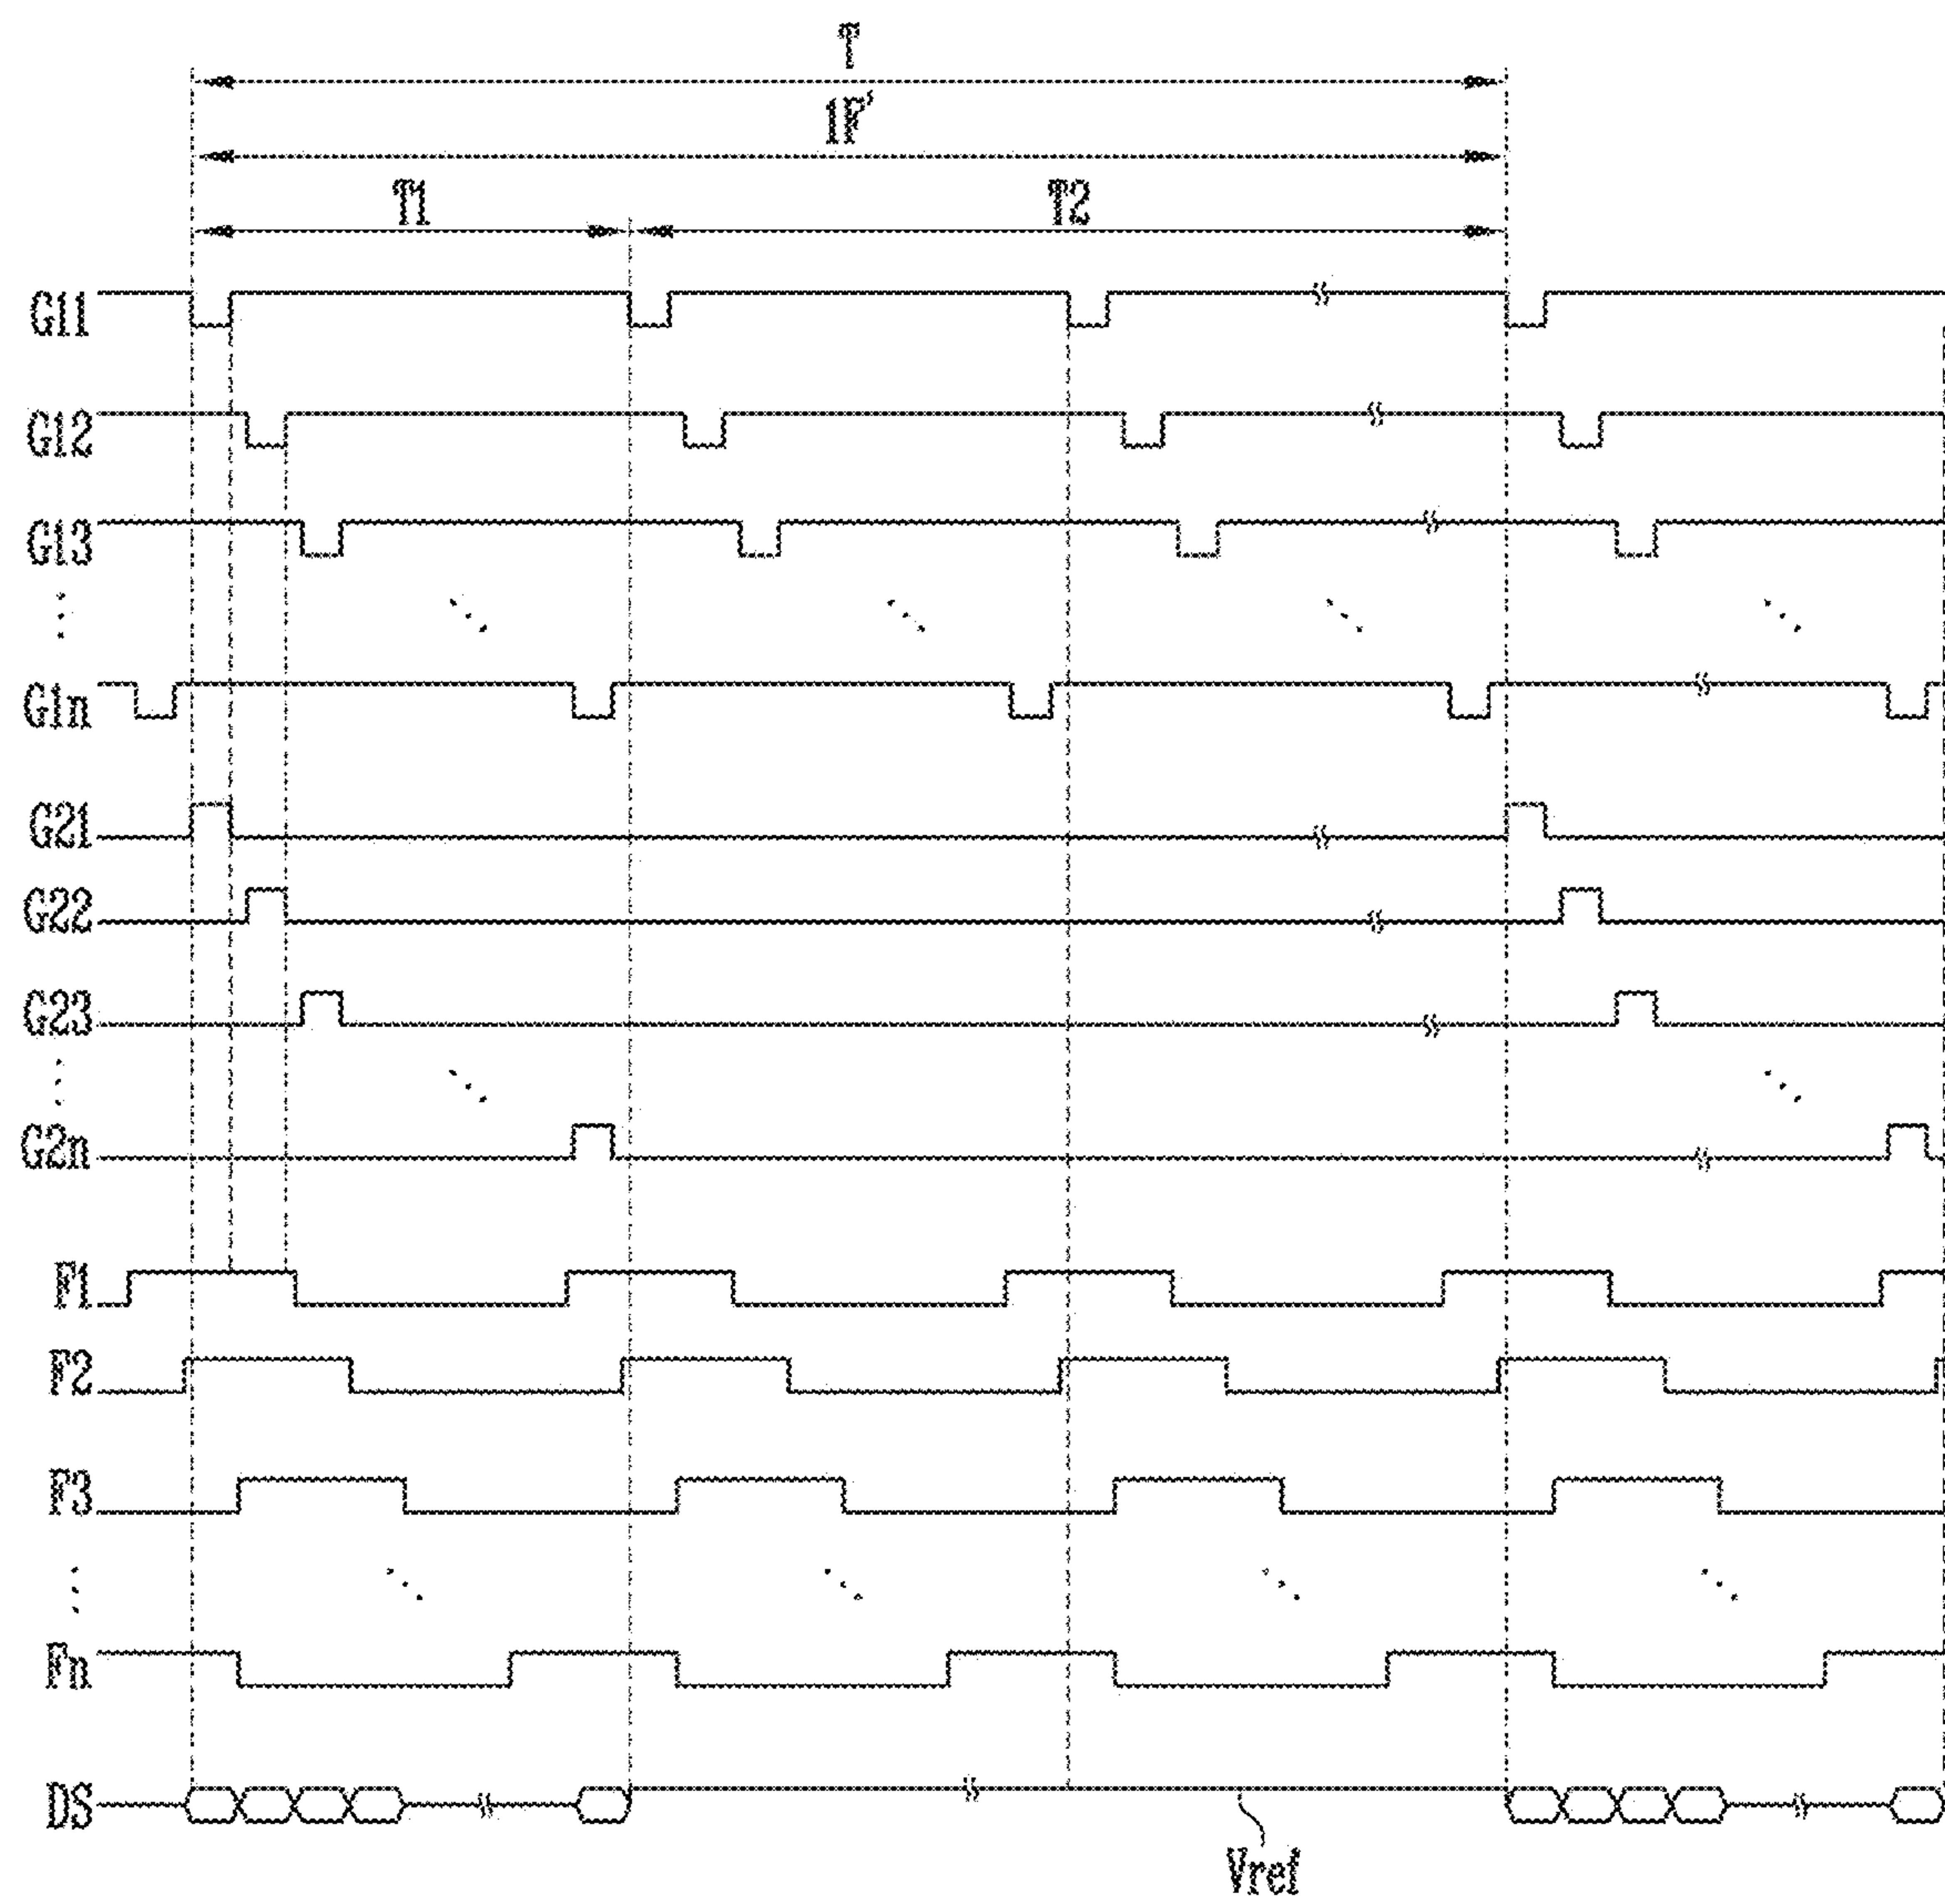 T
1F'
T1 T2
G11
G12
G13
G1n
G21
G22
G23
G2n
F1
F2
F3
Fn
DS
Vref